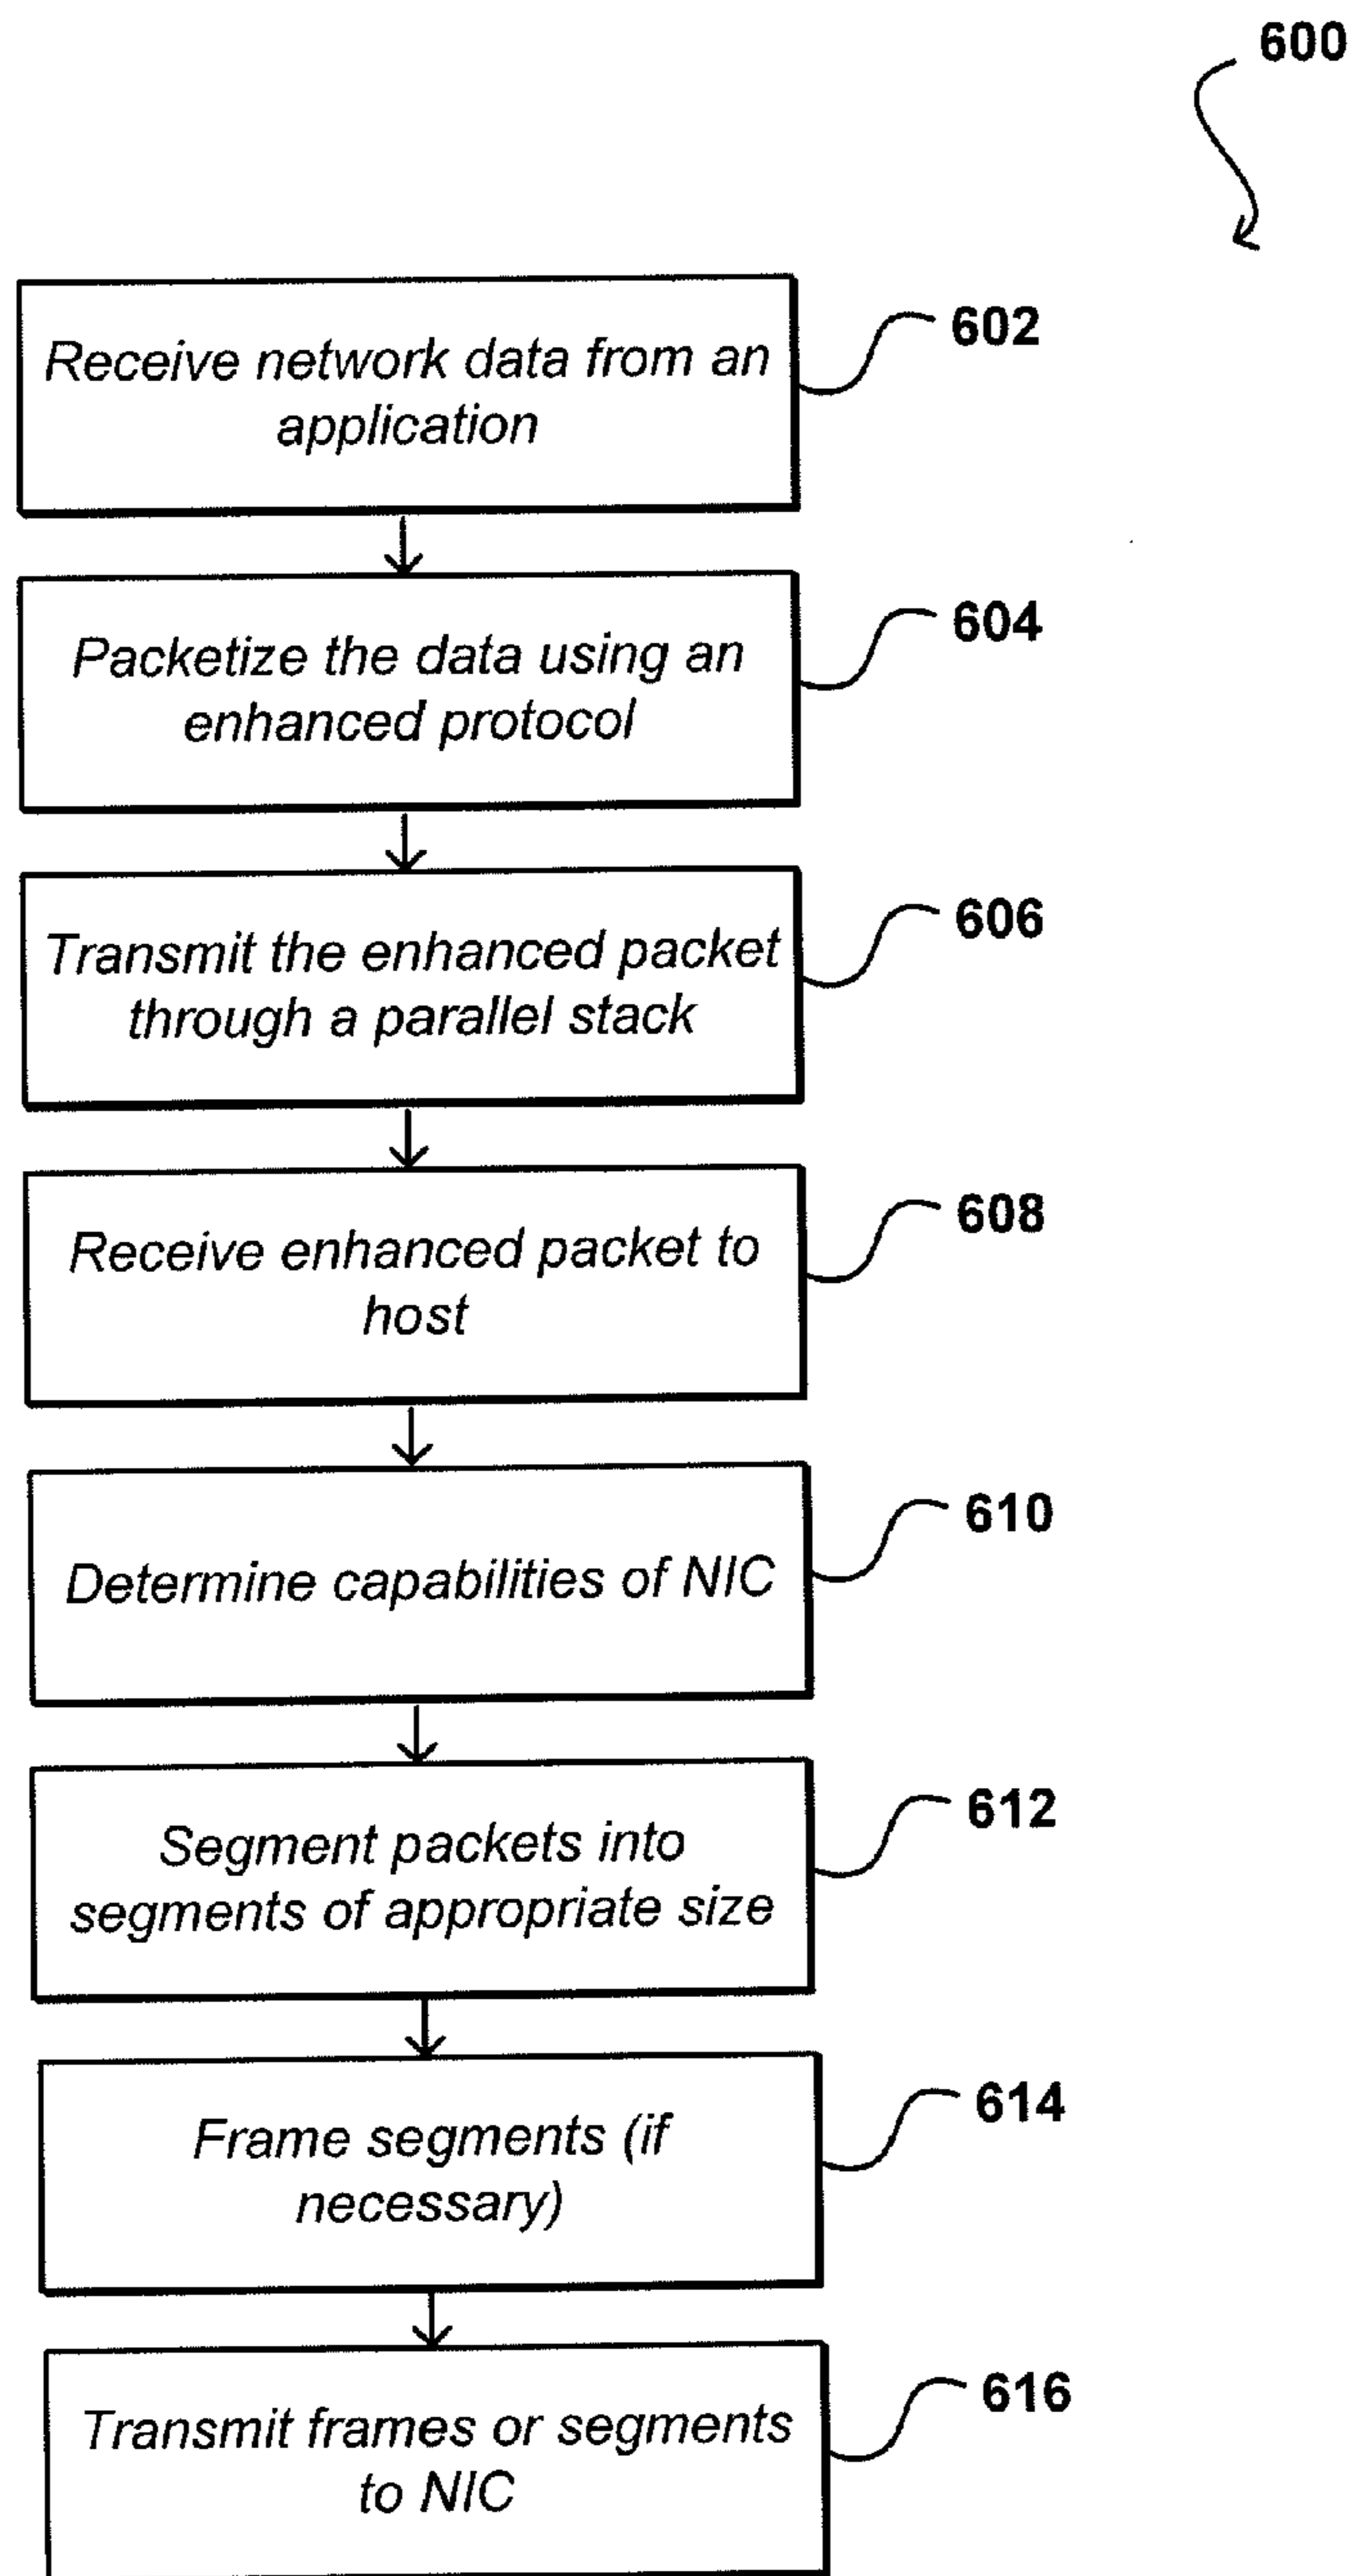 600
Receive network data from an
application
602
Packetize the data using an
enhanced protocol
604
Transmit the enhanced packet
through a parallel stack
606
Receive enhanced packet to
host
608
Determine capabilities of NIC
610
Segment packets into
segments of appropriate size
612
Frame segments (if
necessary)
614
Transmit frames or segments
to NIC
616